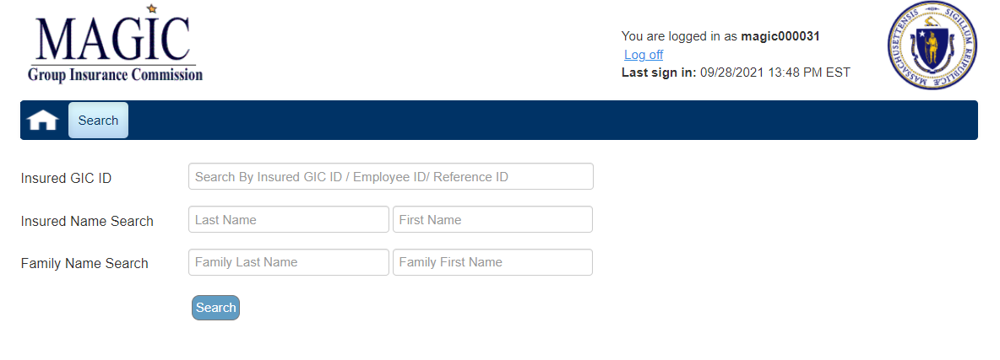 MAGIC
Group Insurance Commission
You are logged in as magic000031
Log off
Last sign in: 09/28/2021 13:48 PM EST
SIGILLUM REIPUBLICÆ MASSACHUSETTENSIS
Search
Insured GIC ID
Search By Insured GIC ID / Employee ID/ Reference ID
Insured Name Search
Last Name
First Name
Family Name Search
Family Last Name
Family First Name
Search